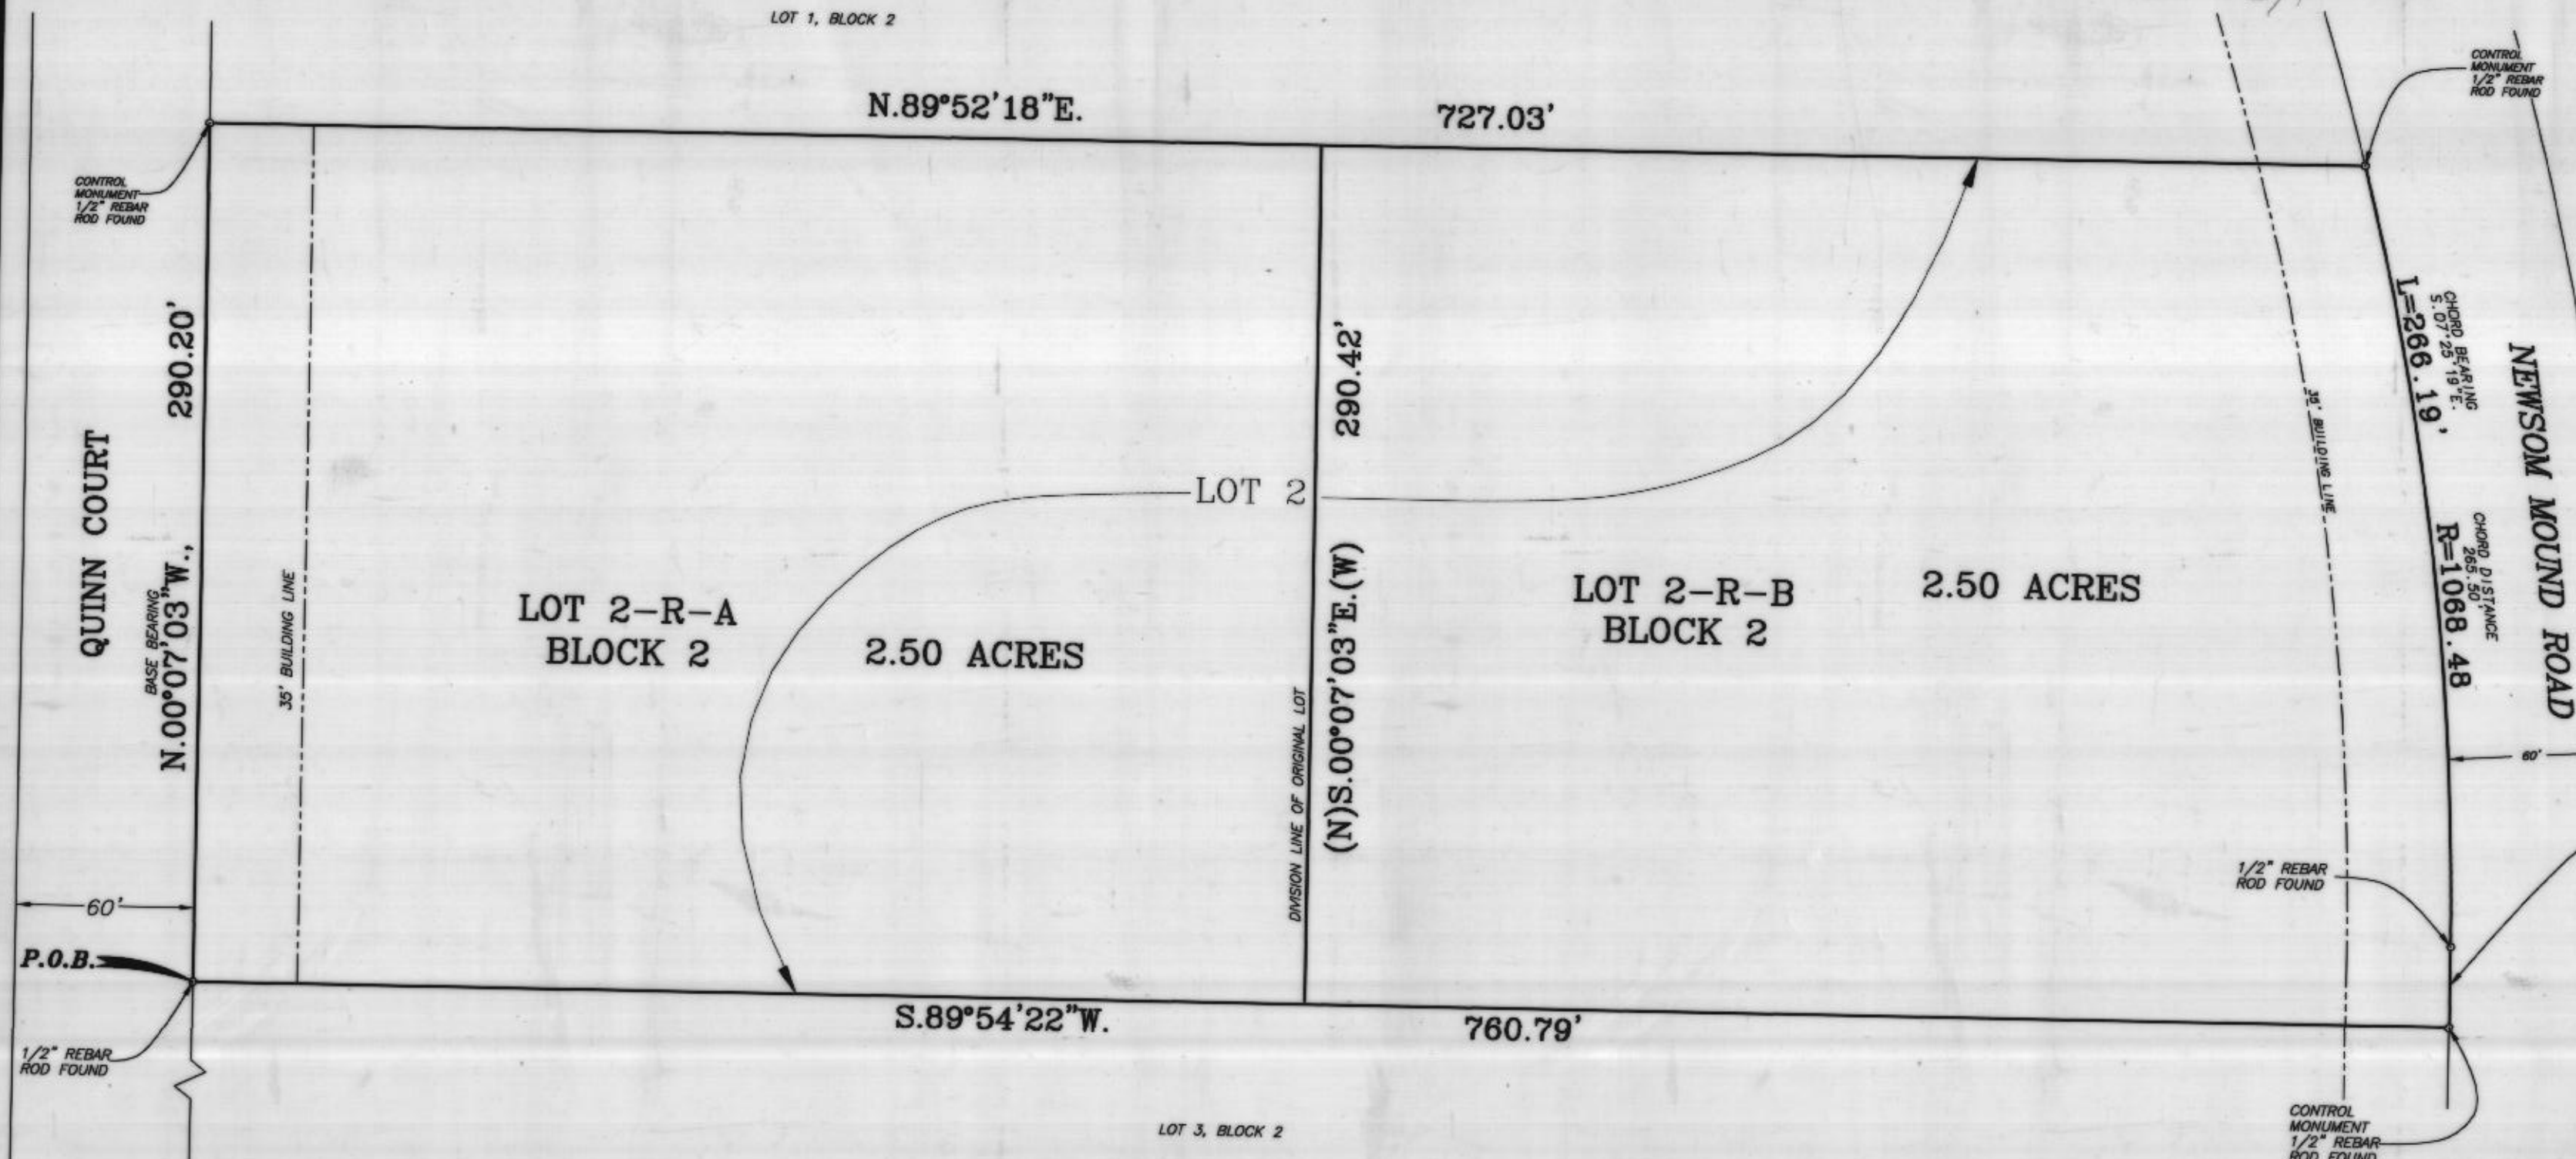 LOT 1, BLOCK 2
CONTROL
MONUMENT
1/2" REBAR
ROD FOUND
N.89°52'18"E.
727.03'
CONTROL
MONUMENT
1/2" REBAR
ROD FOUND
QUINN COURT
BASE BEARING
N.00°07'03"W., 290.20'
35' BUILDING LINE
LOT 2
LOT 2-R-A
BLOCK 2
2.50 ACRES
DIVISION LINE OF ORIGINAL LOT
(N)S.00°07'03"E.(W) 290.42'
LOT 2-R-B
BLOCK 2
2.50 ACRES
35' BUILDING LINE
CHORD BEARING
S.07°25'19"E.
L=266.19'
CHORD DISTANCE
265.50'
R=1068.48
NEWSOM MOUND ROAD
60'
60'
P.O.B.
1/2" REBAR
ROD FOUND
1/2" REBAR
ROD FOUND
S.89°54'22"W.
760.79'
LOT 3, BLOCK 2
CONTROL
MONUMENT
1/2" REBAR
ROD FOUND